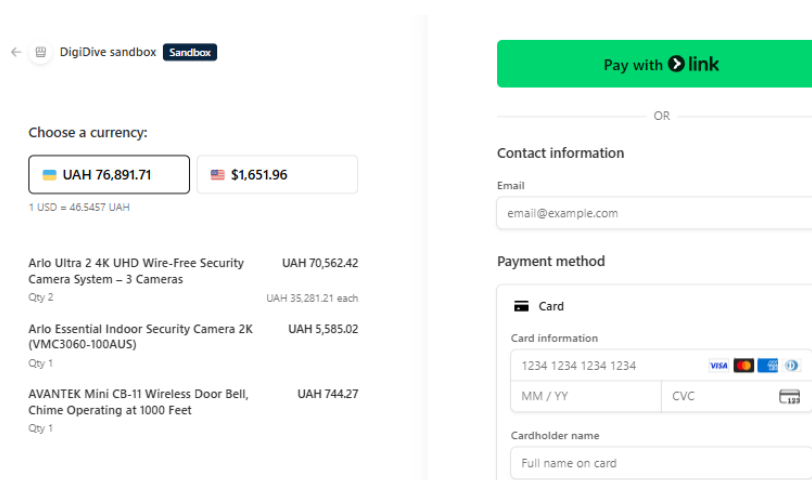 DigiDive sandbox Sandbox
Choose a currency:
UAH 76,891.71 $1,651.96
1 USD = 46.5457 UAH
Arlo Ultra 2 4K UHD Wire-Free Security UAH 70,562.42
Camera System – 3 Cameras
Qty 2 UAH 35,281.21 each
Arlo Essential Indoor Security Camera 2K UAH 5,585.02
(VMC3060-100AUS)
Qty 1
AVANTEK Mini CB-11 Wireless Door Bell, UAH 744.27
Chime Operating at 1000 Feet
Qty 1
Pay with link
OR
Contact information
Email
email@example.com
Payment method
Card
Card information
1234 1234 1234 1234 VISA
MM / YY CVC
Cardholder name
Full name on card